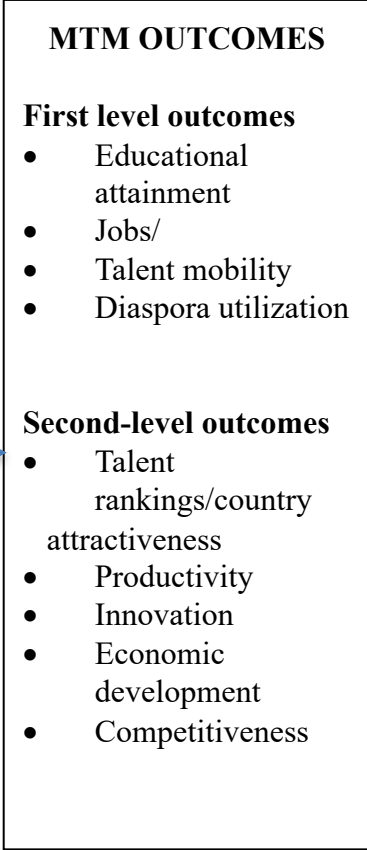 MTM OUTCOMES
First level outcomes
• Educational
attainment
• Jobs/
• Talent mobility
• Diaspora utilization
Second-level outcomes
• Talent
rankings/country
attractiveness
• Productivity
• Innovation
• Economic
development
• Competitiveness